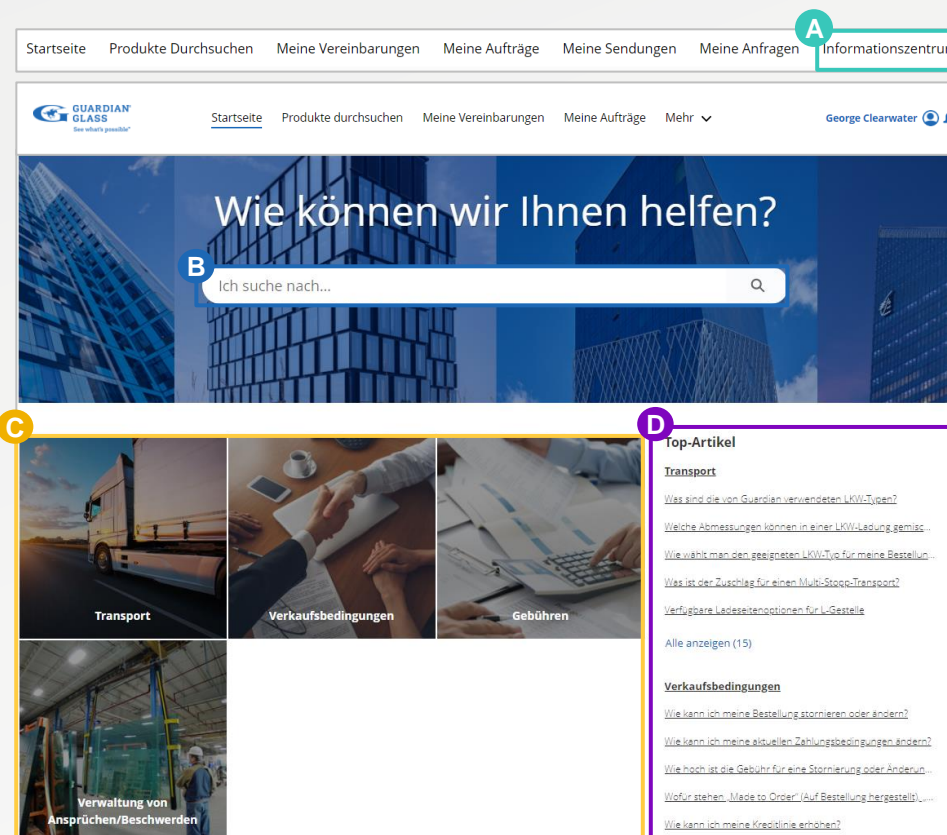 A
Startseite Produkte Durchsuchen Meine Vereinbarungen Meine Aufträge Meine Sendungen Meine Anfragen Informationszentrum
GUARDIAN
GLASS
See what's possible
Startseite Produkte durchsuchen Meine Vereinbarungen Meine Aufträge Mehr George Clearwater
Wie können wir Ihnen helfen?
B
Ich suche nach...
C
Transport
Verkaufsbedingungen
Gebühren
Verwaltung von
Ansprüchen/Beschwerden
D
Top-Artikel
Transport
Was sind die von Guardian verwendeten LKW-Typen?
Welche Abmessungen können in einer LKW-Ladung gemisc...
Wie wählt man den geeigneten LKW-Typ für meine Bestellun...
Was ist der Zuschlag für einen Multi-Stopp-Transport?
Verfügbare Ladeseitenoptionen für L-Gestelle
Alle anzeigen (15)
Verkaufsbedingungen
Wie kann ich meine Bestellung stornieren oder ändern?
Wie kann ich meine aktuellen Zahlungsbedingungen ändern?
Wie hoch ist die Gebühr für eine Stornierung oder Änderun...
Wofür stehen „Made to Order" (Auf Bestellung hergestellt), „...
Wie kann ich meine Kreditlinie erhöhen?